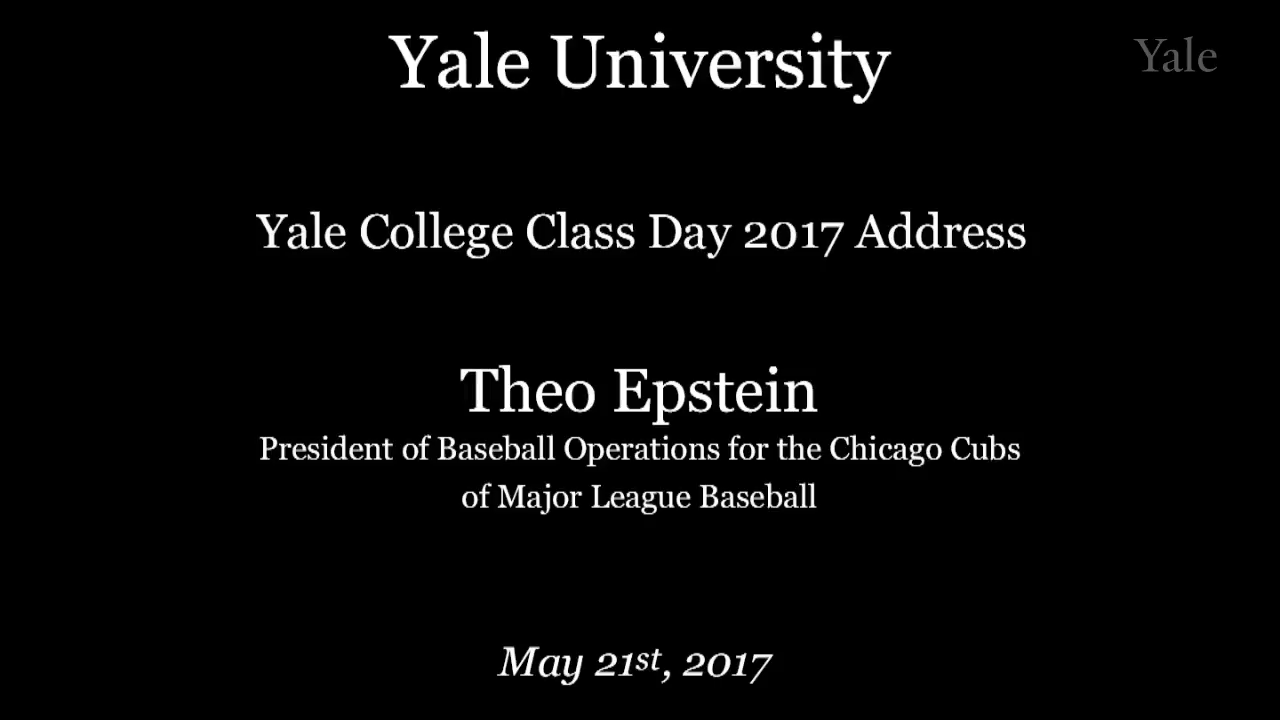 Yale University
Yale
Yale College Class Day 2017 Address
Theo Epstein
President of Baseball Operations for the Chicago Cubs
of Major League Baseball
May 21st, 2017